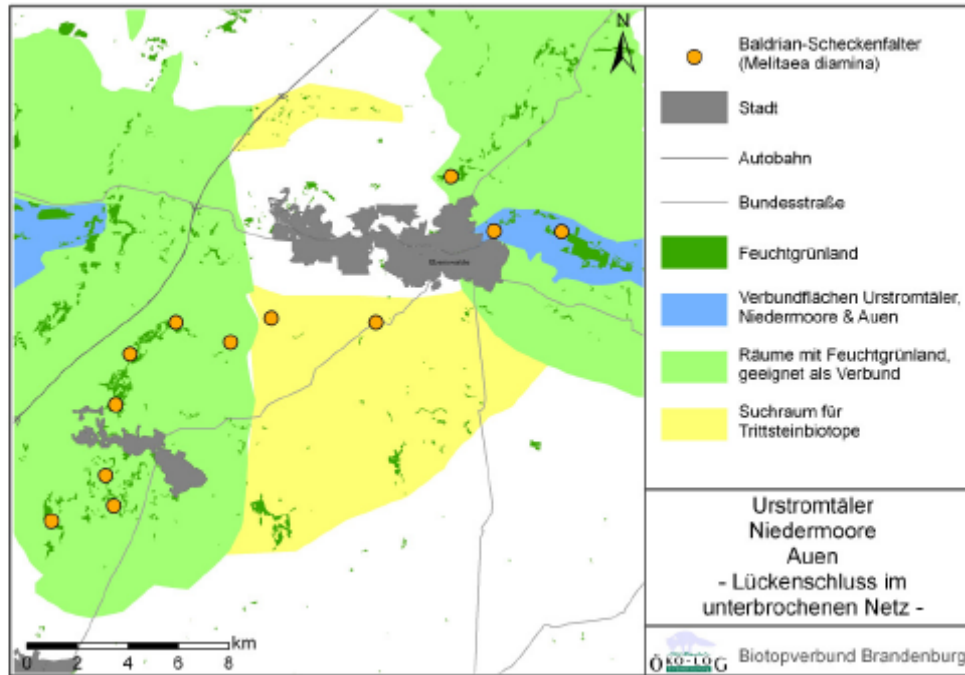 N
Baldrian-Scheckenfalter
(Melitaea diamina)
Stadt
Autobahn
Bundesstraße
Feuchtgrünland
Verbundflächen Urstromtäler,
Niedermoore & Auen
Räume mit Feuchtgrünland,
geeignet als Verbund
Suchraum für
Trittsteinbiotope
Eberswalde
km
0 2 4 6 8
Urstromtäler
Niedermoore
Auen
- Lückenschluss im
unterbrochenen Netz -
ÖKO-LOG
Biotopverbund Brandenburg